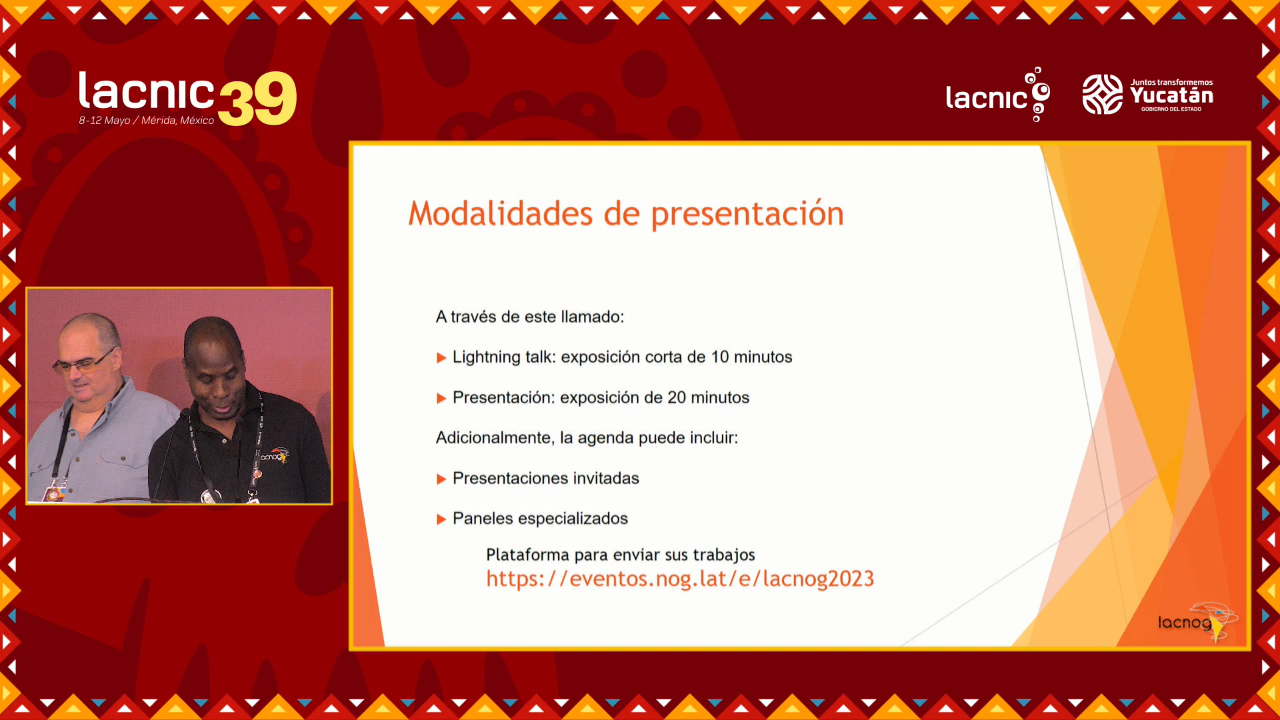 lacnic39
8-12 Mayo / Mérida, México
lacnic
Juntos transformemos
Yucatán
GOBIERNO DEL ESTADO
Modalidades de presentación
A través de este llamado:
Lightning talk: exposición corta de 10 minutos
Presentación: exposición de 20 minutos
Adicionalmente, la agenda puede incluir:
Presentaciones invitadas
Paneles especializados
Plataforma para enviar sus trabajos
https://eventos.nog.lat/e/lacnog2023
lacnog